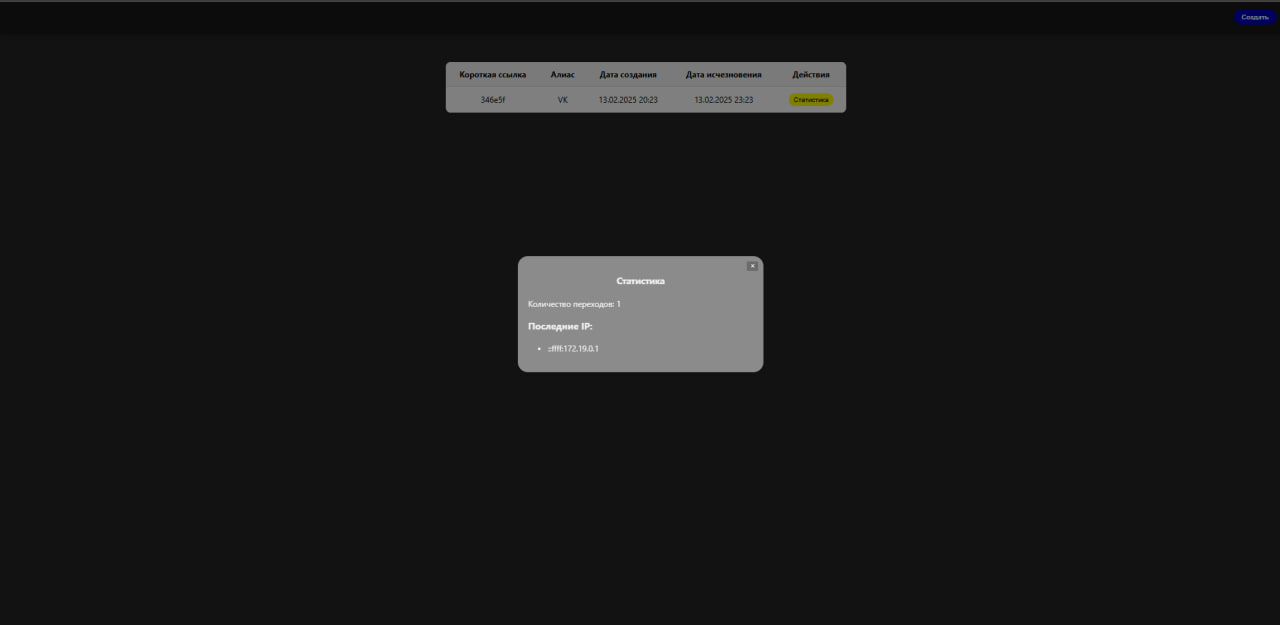 Создать
Короткая ссылка Алиас Дата создания Дата исчезновения Действия
346e5f VK 13.02.2025 20:23 13.02.2025 23:23 Статистика
×
Статистика
Количество переходов: 1
Последние IP:
• ::ffff:172.19.0.1